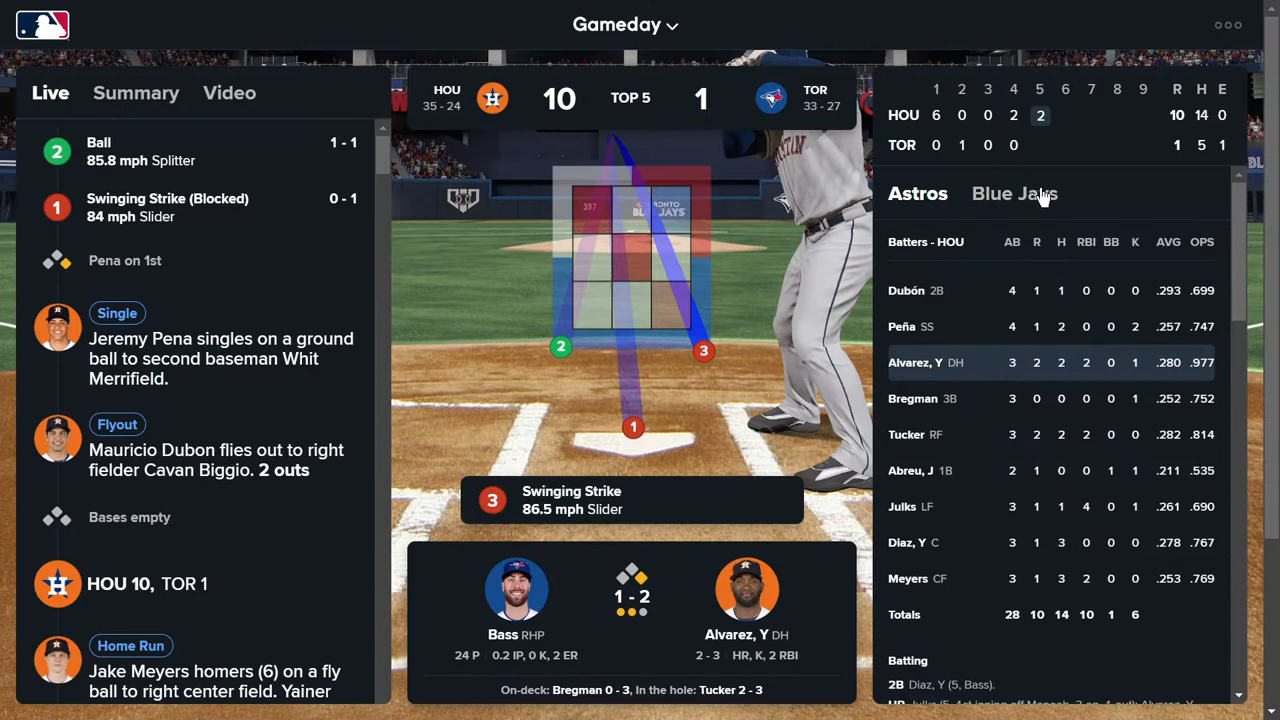 Gameday
Live Summary Video
Ball 1 - 1
85.8 mph Splitter
2
Swinging Strike (Blocked) 0 - 1
84 mph Slider
1
Pena on 1st
Single
Jeremy Pena singles on a ground
ball to second baseman Whit
Merrifield.
Flyout
Mauricio Dubon flies out to right
fielder Cavan Biggio. 2 outs
Bases empty
HOU 10, TOR 1
Home Run
Jake Meyers homers (6) on a fly
ball to right center field. Yainer
HOU 10 TOP 5 1 TOR
35 - 24 33 - 27
TORONTO
BLUE JAYS
2
3
1
3
Swinging Strike
86.5 mph Slider
1 - 2
Bass RHP
24 P 0.2 IP, 0 K, 2 ER
Alvarez, Y DH
2 - 3 HR, K, 2 RBI
On-deck: Bregman 0 - 3, In the hole: Tucker 2 - 3
1 2 3 4 5 6 7 8 9 R H E
HOU 6 0 0 2 2 10 14 0
TOR 0 1 0 0 1 5 1
Astros Blue Jays
Batters - HOU AB R H RBI BB K AVG OPS
Dubón 2B 4 1 1 0 0 0 .293 .699
Peña SS 4 1 2 0 0 2 .257 .747
Alvarez, Y DH 3 2 2 2 0 1 .280 .977
Bregman 3B 3 0 0 0 0 1 .252 .752
Tucker RF 3 2 2 2 0 0 .282 .814
Abreu, J 1B 2 1 0 0 1 1 .211 .535
Julks LF 3 1 1 4 0 1 .261 .690
Diaz, Y C 3 1 3 0 0 0 .278 .767
Meyers CF 3 1 3 2 0 0 .253 .769
Totals 28 10 14 10 1 6
Batting
2B Diaz, Y (5, Bass).